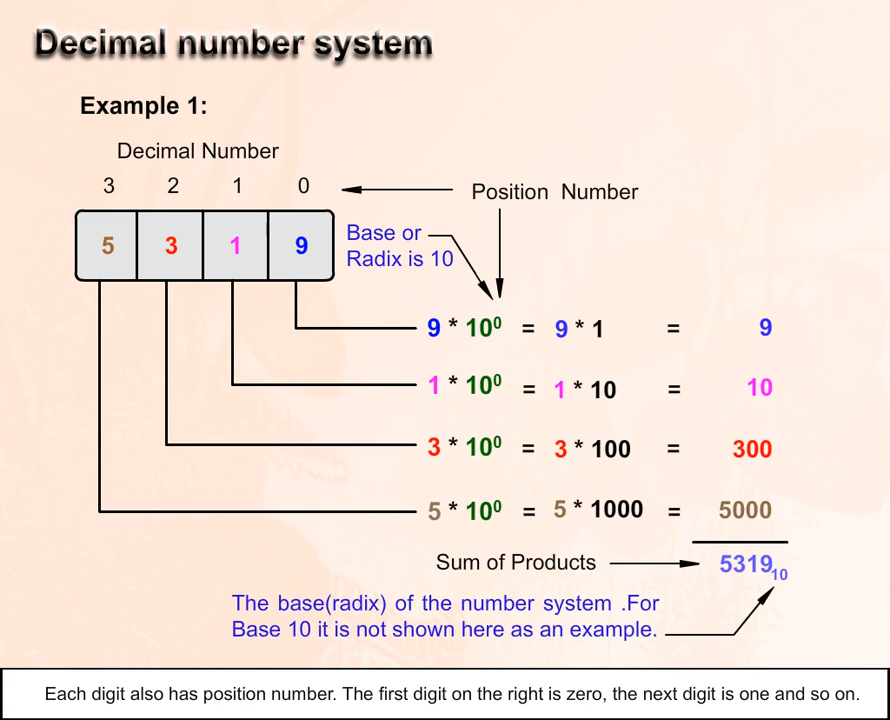 Decimal number system
Example 1:
Decimal Number
3 2 1 0
Position Number
5 3 1 9
Base or
Radix is 10
9 * 10⁰ = 9 * 1 = 9
1 * 10⁰ = 1 * 10 = 10
3 * 10⁰ = 3 * 100 = 300
5 * 10⁰ = 5 * 1000 = 5000
Sum of Products 5319₁₀
The base(radix) of the number system .For
Base 10 it is not shown here as an example.
Each digit also has position number. The first digit on the right is zero, the next digit is one and so on.